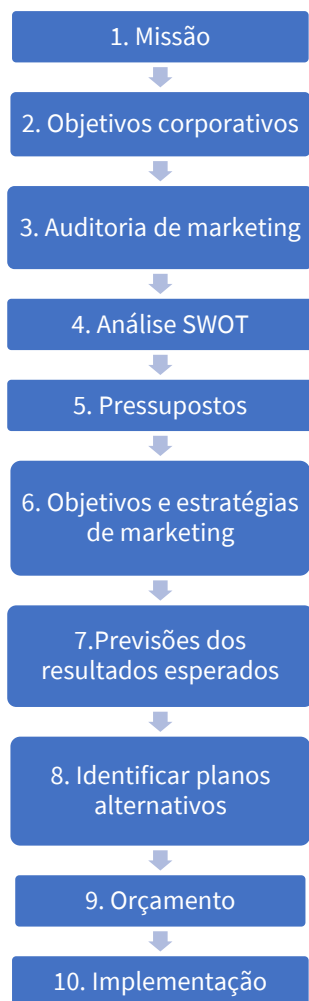 1. Missão
2. Objetivos corporativos
3. Auditoria de marketing
4. Análise SWOT
5. Pressupostos
6. Objetivos e estratégias
de marketing
7.Previsões dos
resultados esperados
8. Identificar planos
alternativos
9. Orçamento
10. Implementação